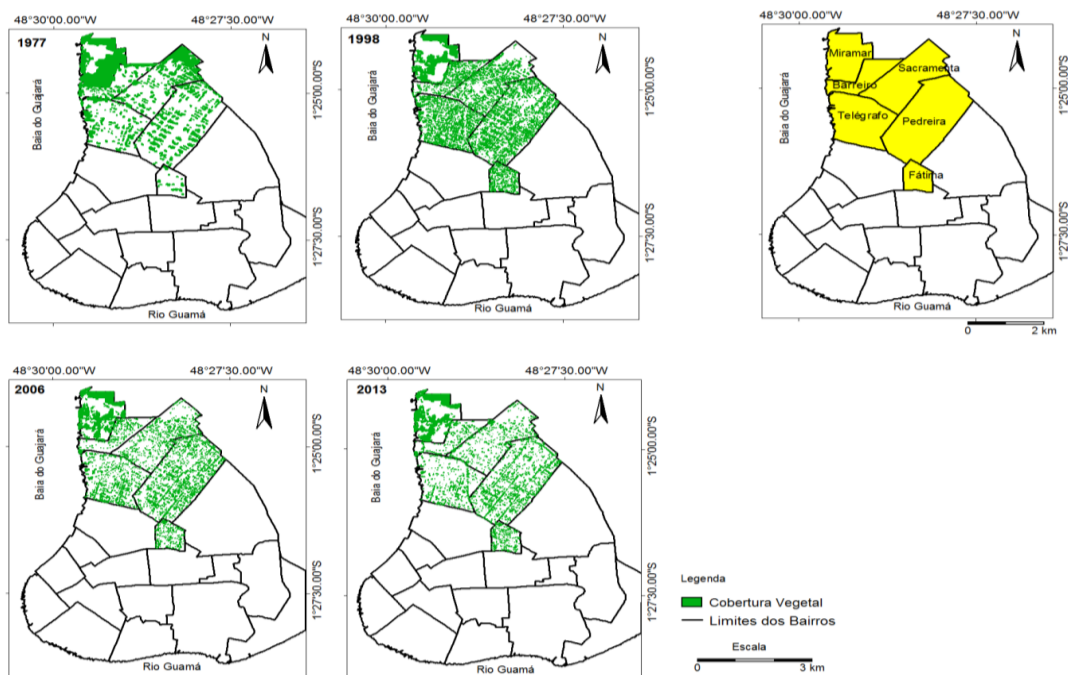 48°30'00.00"W 48°27'30.00"W
1977
N
Baia do Guajará
1°25'00.00"S
1°27'30.00"S
Rio Guamá
48°30'00.00"W 48°27'30.00"W
1998
N
Baia do Guajará
1°25'00.00"S
1°27'30.00"S
Rio Guamá
48°30'00.00"W 48°27'30.00"W
N
Miramar
Sacramenta
Barreiro
Telégrafo
Pedreira
Fátima
Baia do Guajará
1°25'00.00"S
1°27'30.00"S
Rio Guamá
0 2 km
48°30'00.00"W 48°27'30.00"W
2006
N
Baia do Guajará
1°25'00.00"S
1°27'30.00"S
Rio Guamá
48°30'00.00"W 48°27'30.00"W
2013
N
Baia do Guajará
1°25'00.00"S
1°27'30.00"S
Rio Guamá
Legenda
Cobertura Vegetal
Limites dos Bairros
Escala
0 3 km